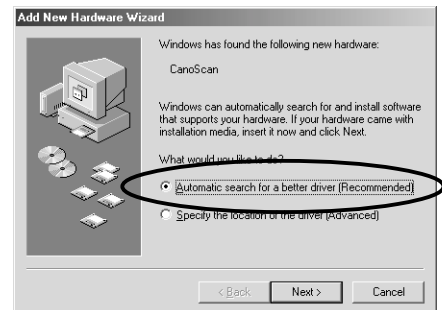 Add New Hardware Wizard
Windows has found the following new hardware:
CanoScan
Windows can automatically search for and install software
that supports your hardware. If your hardware came with
installation media, insert it now and click Next.
What would you like to do?
Automatic search for a better driver (Recommended)
Specify the location of the driver (Advanced)
< Back
Next >
Cancel